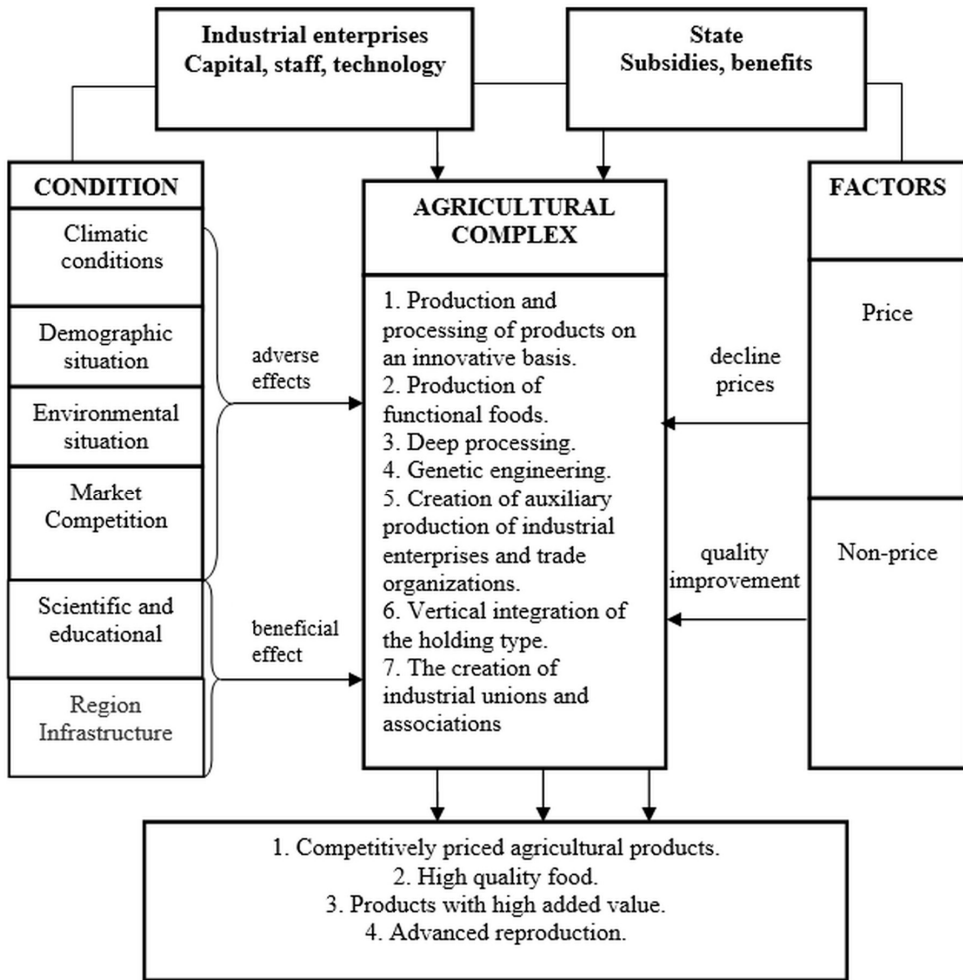 Industrial enterprises
Capital, staff, technology
State
Subsidies, benefits
CONDITION
Climatic
conditions
Demographic
situation
Environmental
situation
Market
Competition
Scientific and
educational
Region
Infrastructure
adverse
effects
beneficial
effect
AGRICULTURAL
COMPLEX
1. Production and
processing of products on
an innovative basis.
2. Production of
functional foods.
3. Deep processing.
4. Genetic engineering.
5. Creation of auxiliary
production of industrial
enterprises and trade
organizations.
6. Vertical integration of
the holding type.
7. The creation of
industrial unions and
associations
decline
prices
quality
improvement
FACTORS
Price
Non-price
1. Competitively priced agricultural products.
2. High quality food.
3. Products with high added value.
4. Advanced reproduction.